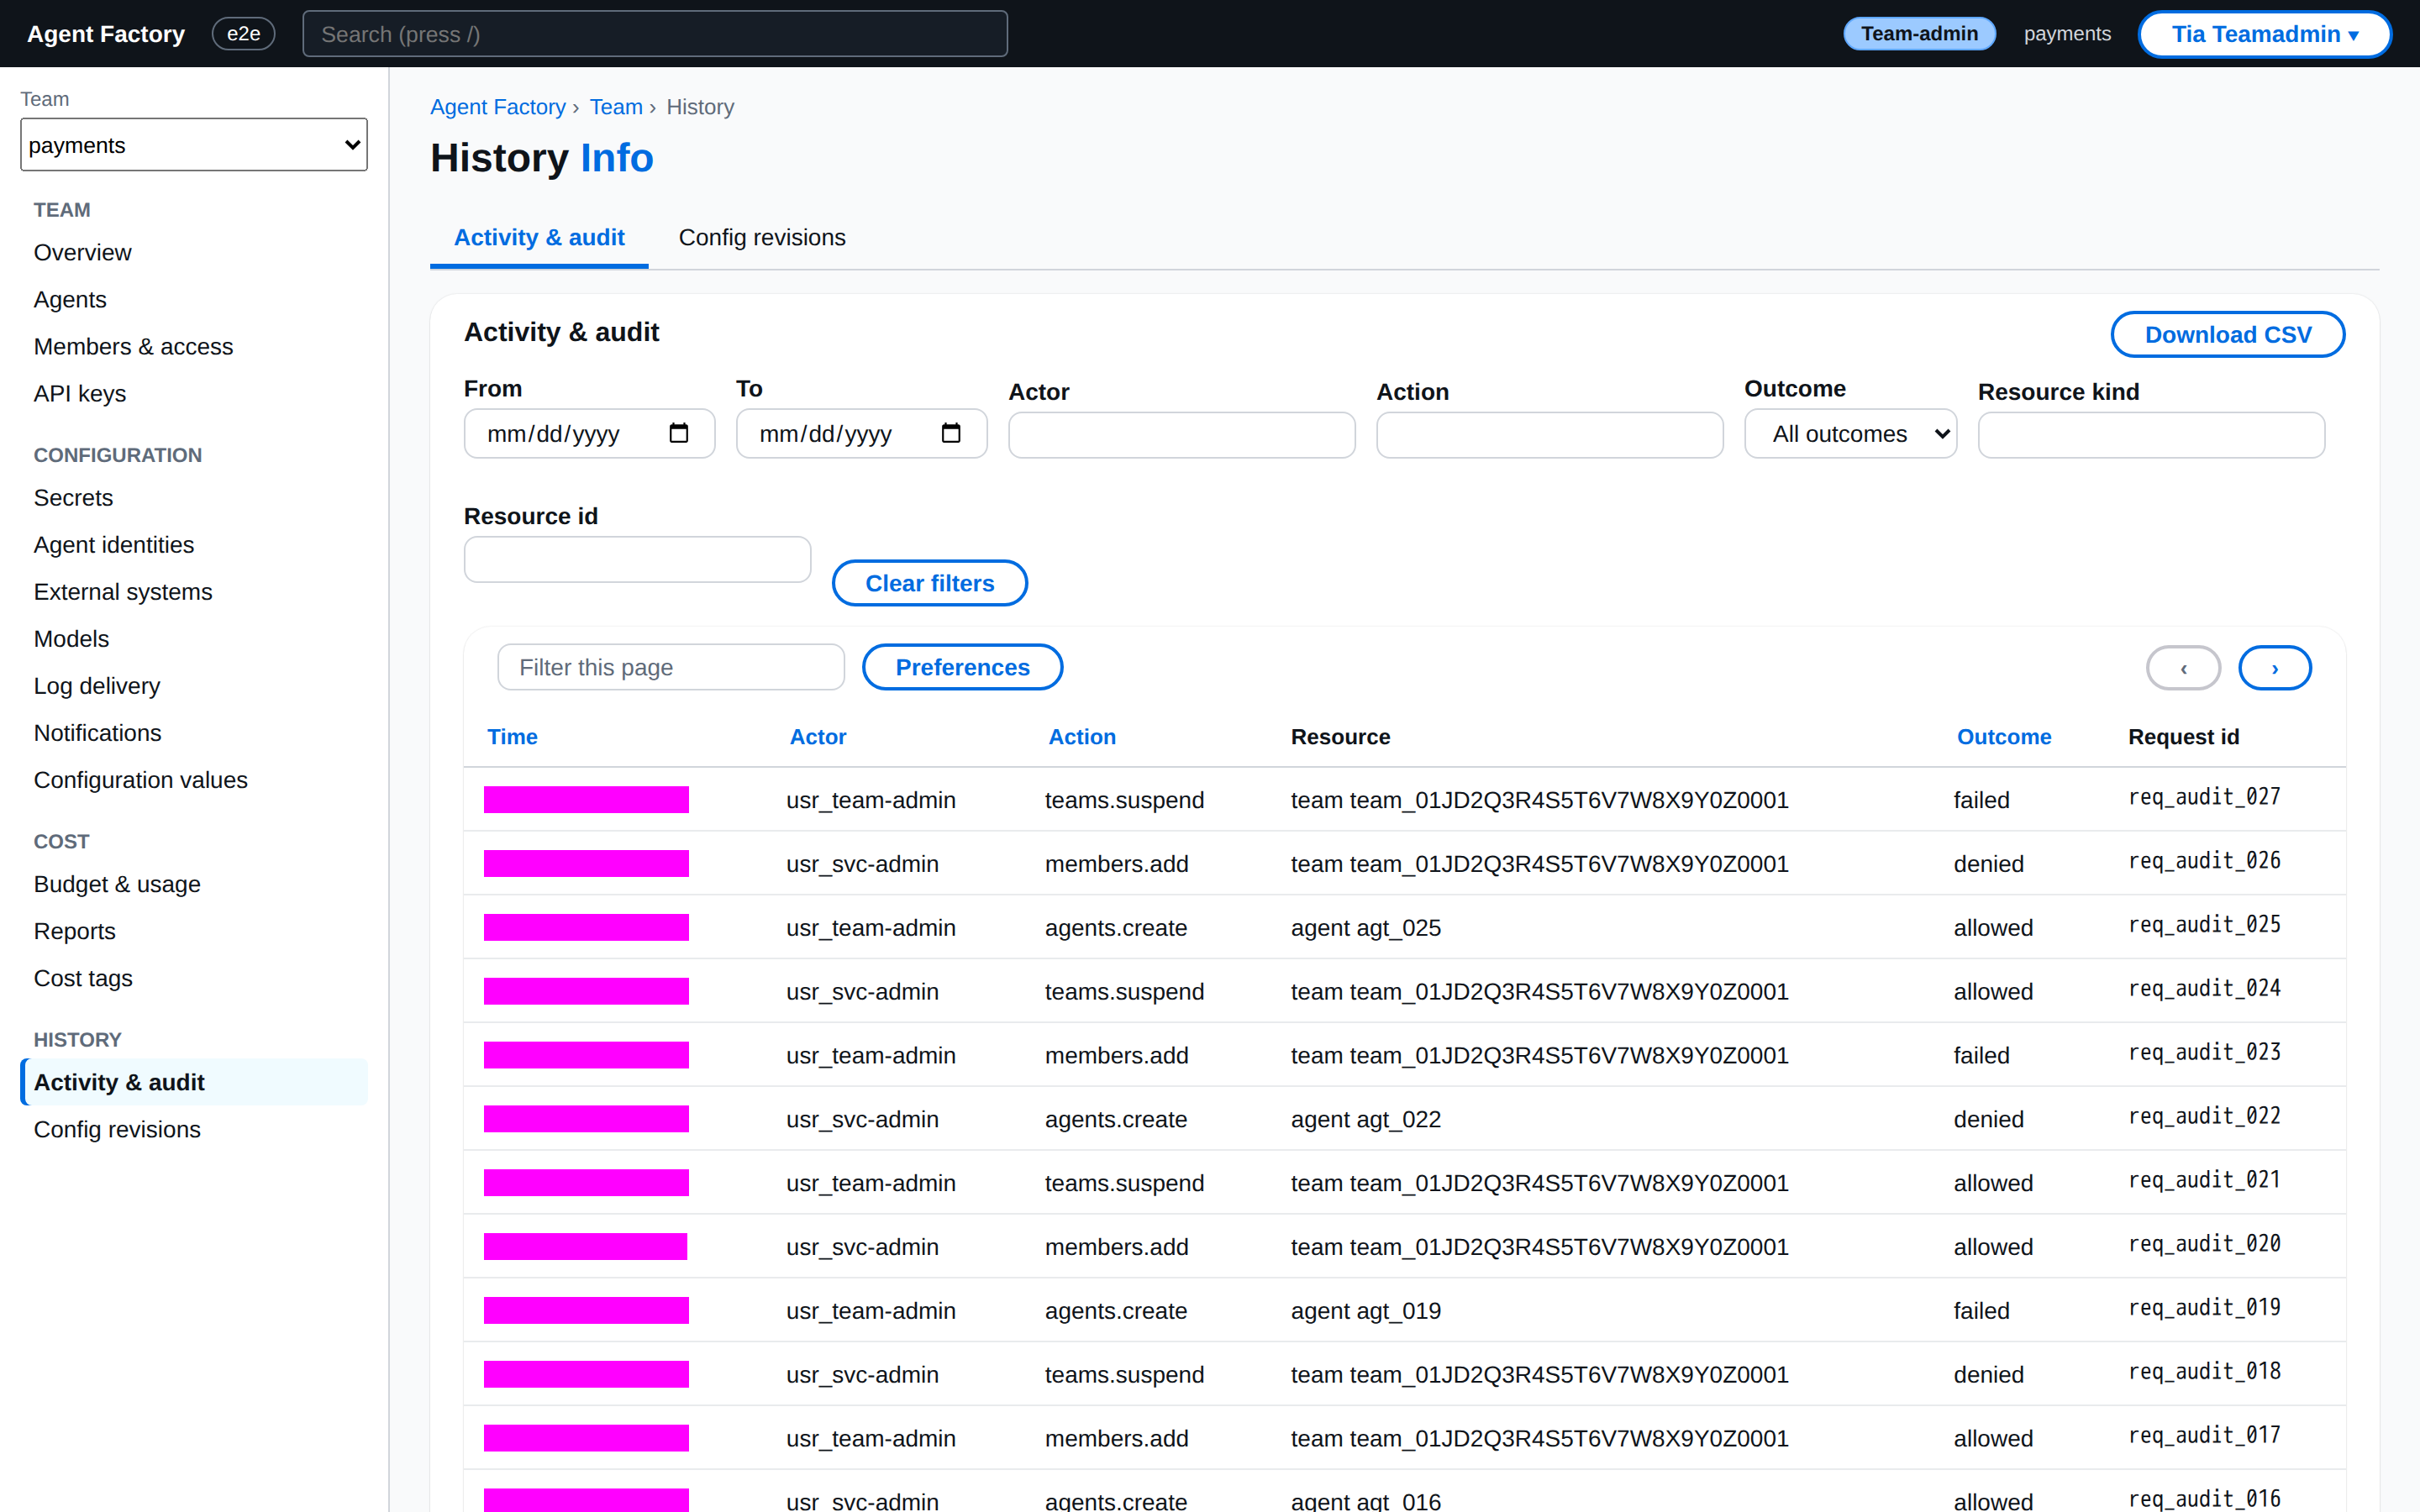 Agent Factory e2e Search (press /) Team-admin payments Tia Teamadmin ▾
Team
payments
TEAM
Overview
Agents
Members & access
API keys
CONFIGURATION
Secrets
Agent identities
External systems
Models
Log delivery
Notifications
Configuration values
COST
Budget & usage
Reports
Cost tags
HISTORY
Activity & audit
Config revisions
Agent Factory › Team › History
History Info
Activity & audit Config revisions
Activity & audit Download CSV
From To Actor Action Outcome Resource kind
mm/dd/yyyy mm/dd/yyyy All outcomes
Resource id
Clear filters
Filter this page Preferences ‹ ›
Time Actor Action Resource Outcome Request id
usr_team-admin teams.suspend team team_01JD2Q3R4S5T6V7W8X9Y0Z0001 failed req_audit_027
usr_svc-admin members.add team team_01JD2Q3R4S5T6V7W8X9Y0Z0001 denied req_audit_026
usr_team-admin agents.create agent agt_025 allowed req_audit_025
usr_svc-admin teams.suspend team team_01JD2Q3R4S5T6V7W8X9Y0Z0001 allowed req_audit_024
usr_team-admin members.add team team_01JD2Q3R4S5T6V7W8X9Y0Z0001 failed req_audit_023
usr_svc-admin agents.create agent agt_022 denied req_audit_022
usr_team-admin teams.suspend team team_01JD2Q3R4S5T6V7W8X9Y0Z0001 allowed req_audit_021
usr_svc-admin members.add team team_01JD2Q3R4S5T6V7W8X9Y0Z0001 allowed req_audit_020
usr_team-admin agents.create agent agt_019 failed req_audit_019
usr_svc-admin teams.suspend team team_01JD2Q3R4S5T6V7W8X9Y0Z0001 denied req_audit_018
usr_team-admin members.add team team_01JD2Q3R4S5T6V7W8X9Y0Z0001 allowed req_audit_017
usr_svc-admin agents.create agent agt_016 allowed req_audit_016